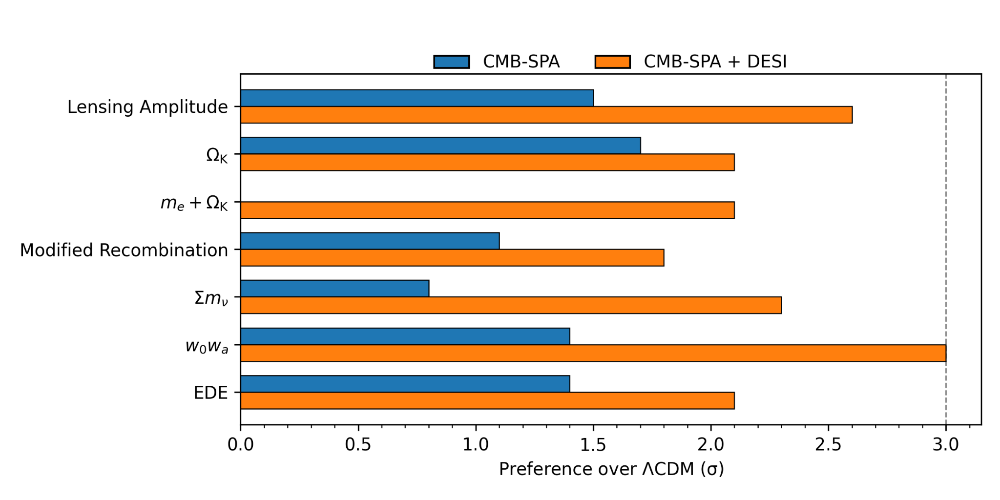 CMB-SPA CMB-SPA + DESI
Lensing Amplitude
Ω_K
m_e + Ω_K
Modified Recombination
Σm_ν
w_0w_a
EDE
0.0 0.5 1.0 1.5 2.0 2.5 3.0
Preference over ΛCDM (σ)